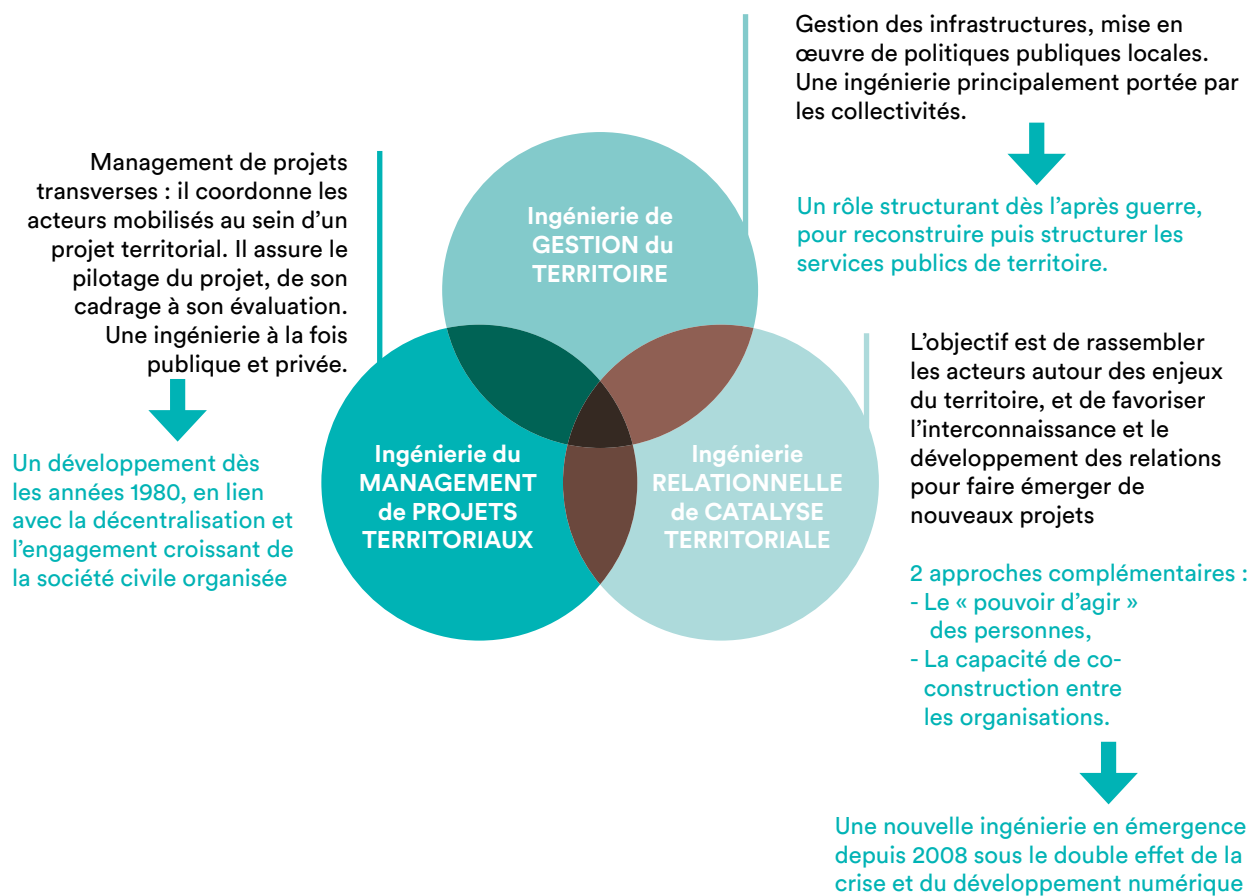 Gestion des infrastructures, mise en
œuvre de politiques publiques locales.
Une ingénierie principalement portée par
les collectivités.
Un rôle structurant dès l’après guerre,
pour reconstruire puis structurer les
services publics de territoire.
Management de projets
transverses : il coordonne les
acteurs mobilisés au sein d’un
projet territorial. Il assure le
pilotage du projet, de son
cadrage à son évaluation.
Une ingénierie à la fois
publique et privée.
Un développement dès
les années 1980, en lien
avec la décentralisation et
l’engagement croissant de
la société civile organisée
Ingénierie de
GESTION du
TERRITOIRE
Ingénierie du
MANAGEMENT
de PROJETS
TERRITORIAUX
Ingénierie
RELATIONNELLE
de CATALYSE
TERRITORIALE
L’objectif est de rassembler
les acteurs autour des enjeux
du territoire, et de favoriser
l’interconnaissance et le
développement des relations
pour faire émerger de
nouveaux projets
2 approches complémentaires :
- Le « pouvoir d’agir »
des personnes,
- La capacité de co-
construction entre
les organisations.
Une nouvelle ingénierie en émergence
depuis 2008 sous le double effet de la
crise et du développement numérique